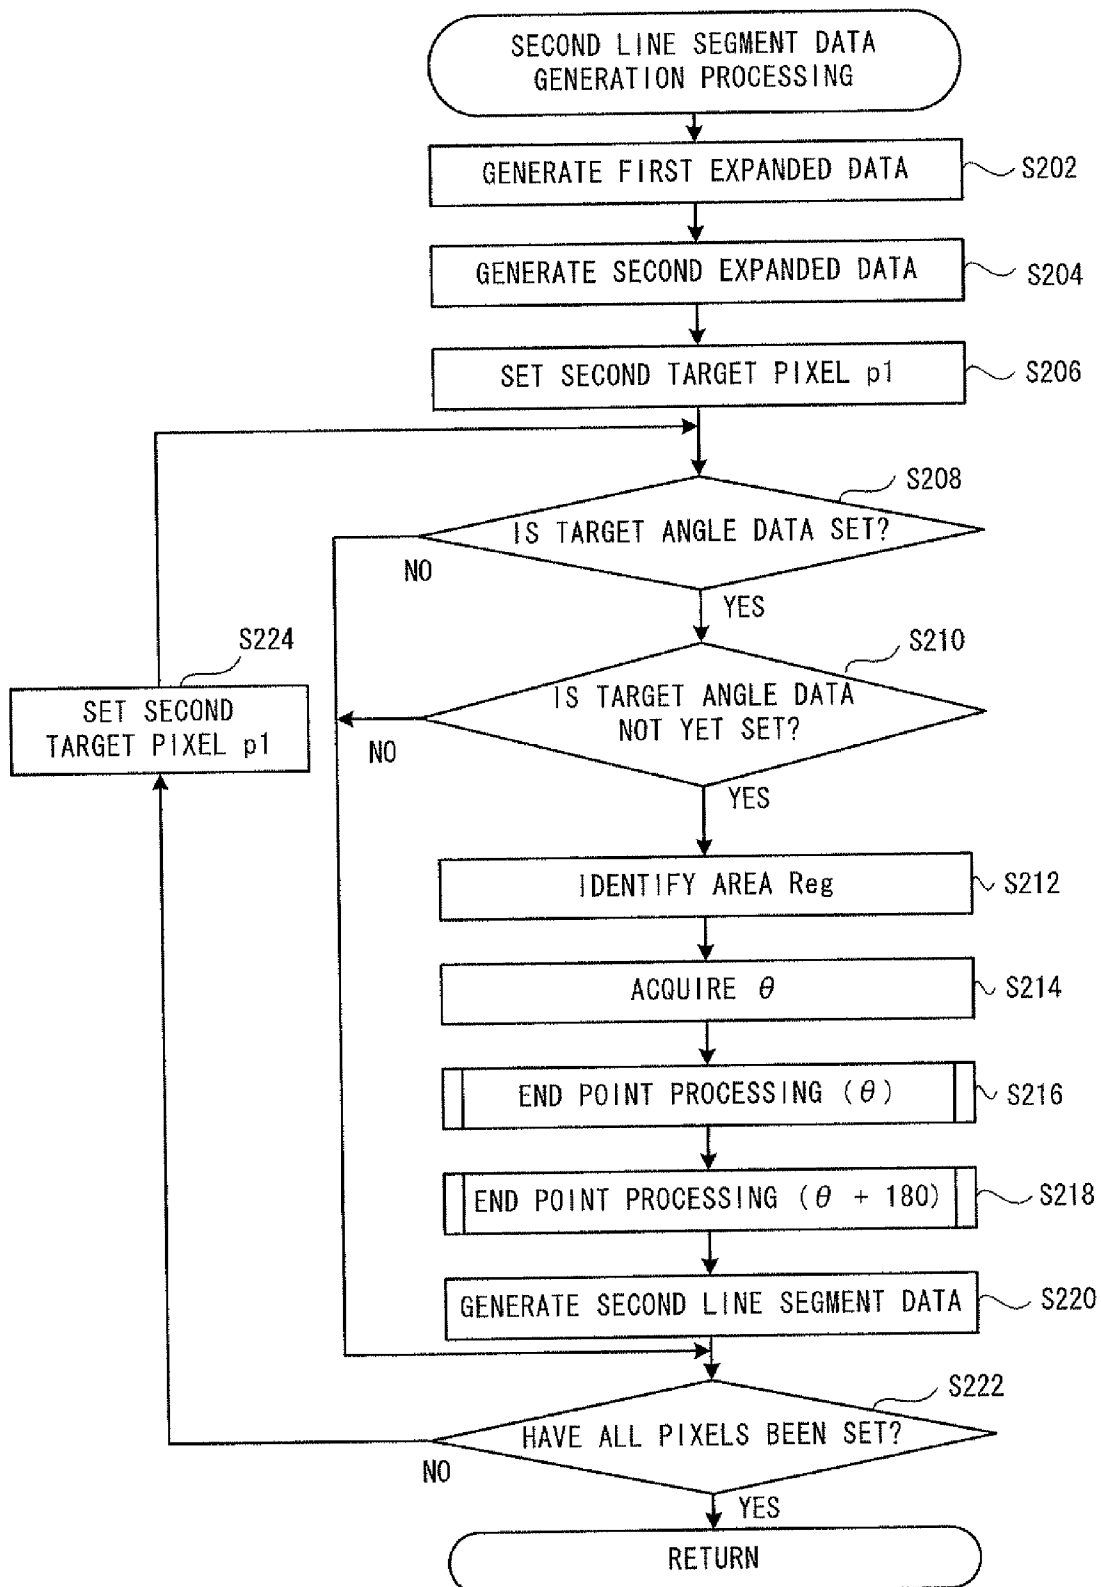 SECOND LINE SEGMENT DATA
GENERATION PROCESSING
GENERATE FIRST EXPANDED DATA
S202
GENERATE SECOND EXPANDED DATA
S204
SET SECOND TARGET PIXEL p1
S206
S208
IS TARGET ANGLE DATA SET?
NO
YES
S224
SET SECOND
TARGET PIXEL p1
S210
IS TARGET ANGLE DATA
NOT YET SET?
NO
YES
IDENTIFY AREA Reg
S212
ACQUIRE θ
S214
END POINT PROCESSING (θ)
S216
END POINT PROCESSING (θ + 180)
S218
GENERATE SECOND LINE SEGMENT DATA
S220
S222
HAVE ALL PIXELS BEEN SET?
NO
YES
RETURN